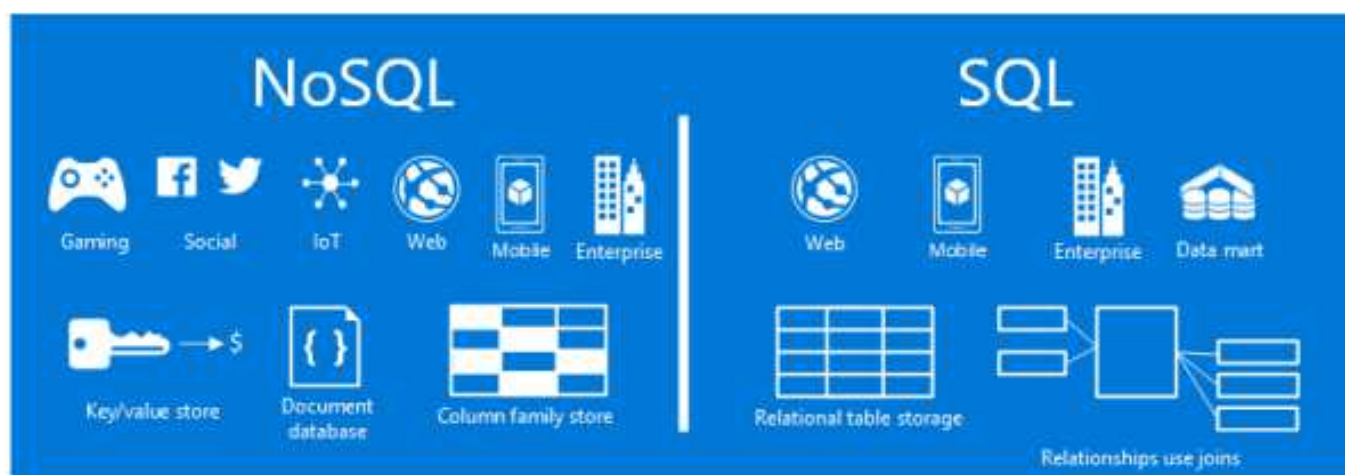 NoSQL
SQL
Gaming
Social
IoT
Web
Mobile
Enterprise
Web
Mobile
Enterprise
Data mart
$
{ }
Key/value store
Document
database
Column family store
Relational table storage
Relationships use joins